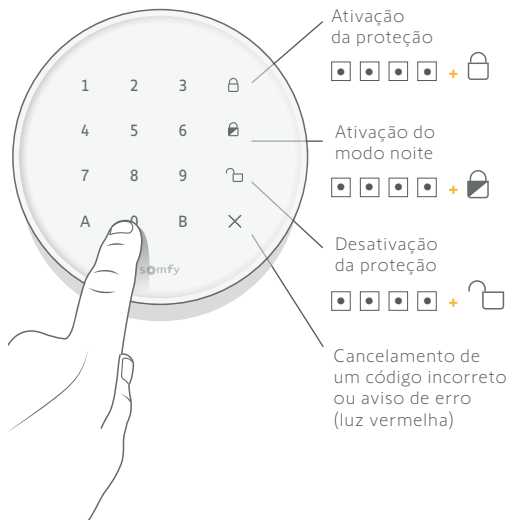 Ativação
da proteção
+
1 2 3
4 5 6
Ativação do
modo noite
+
7 8 9
A 0 B
somfy
Desativação
da proteção
+
Cancelamento de
um código incorreto
ou aviso de erro
(luz vermelha)